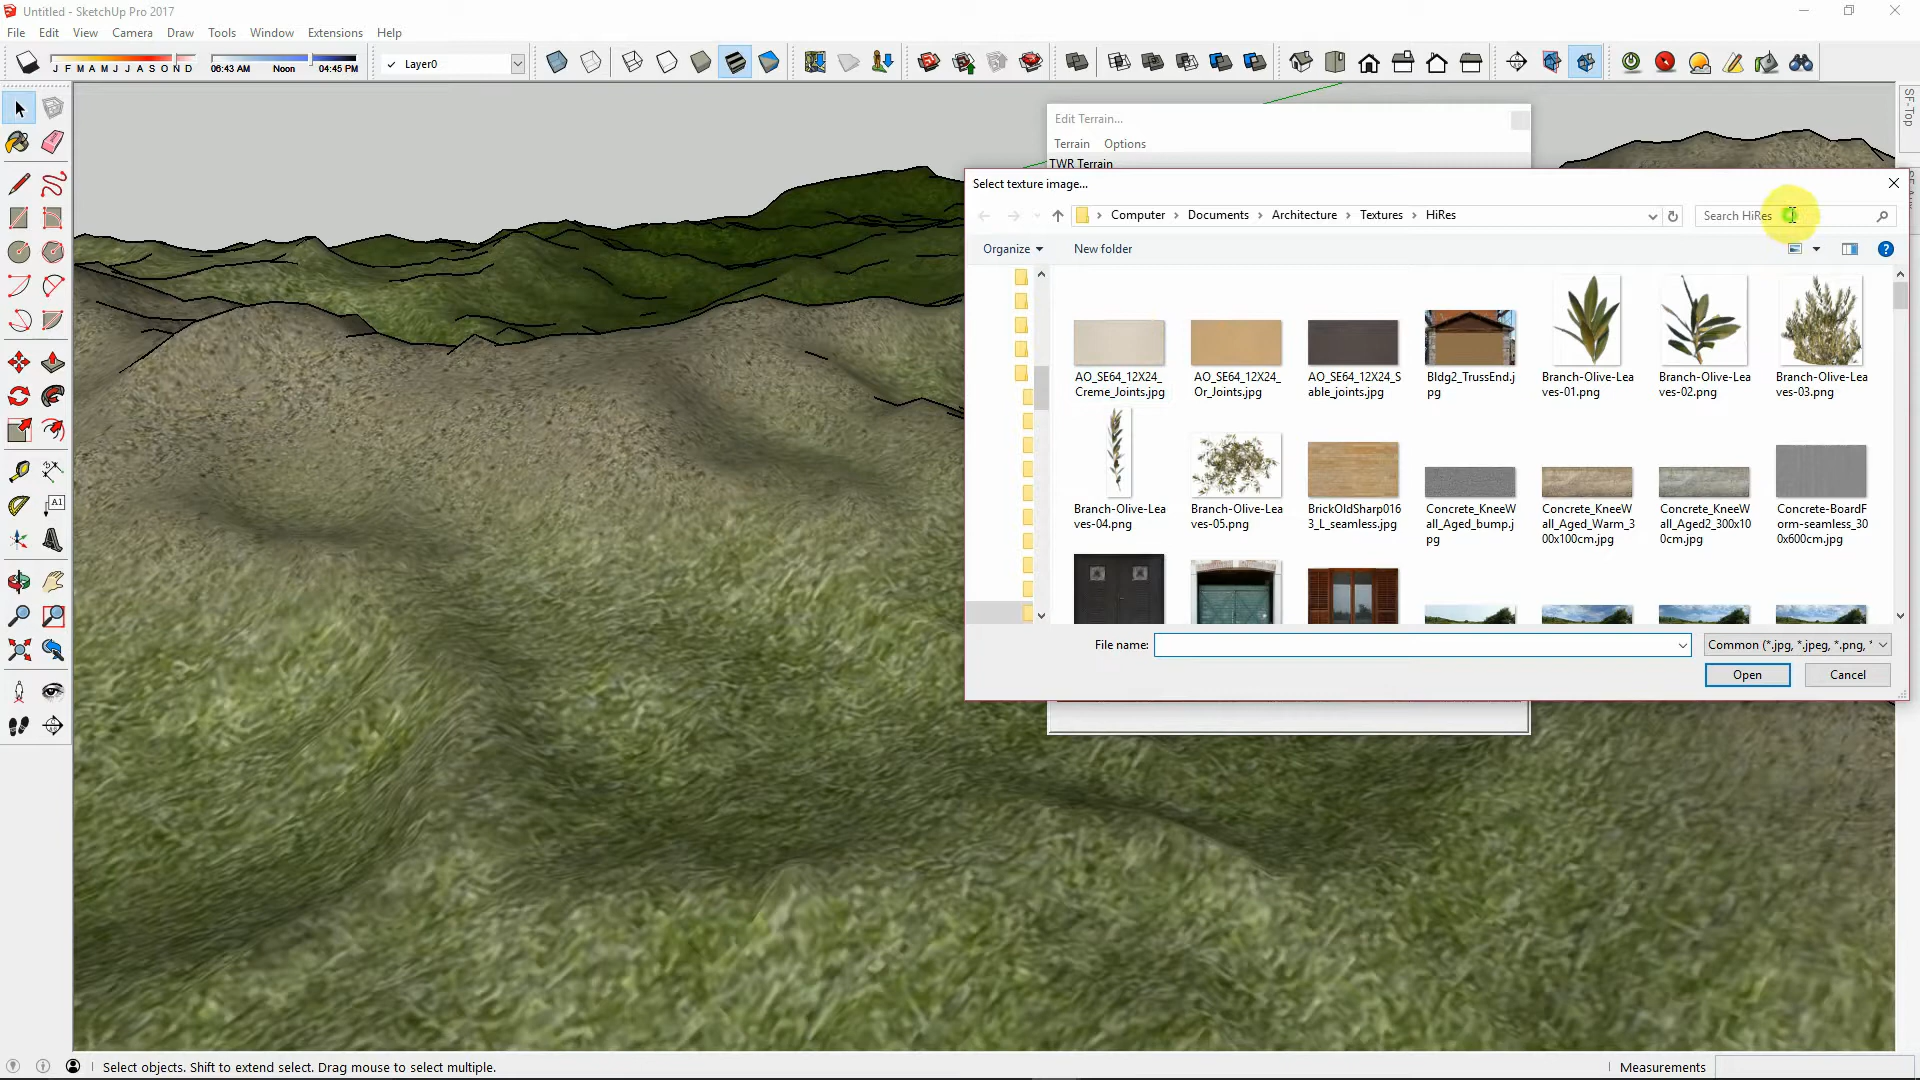 Untitled - SketchUp Pro 2017
File Edit View Camera Draw Tools Window Extensions Help
J F M A M J J A S O N D
06:43 AM Noon 04:45 PM
Layer0
SF-Top
Edit Terrain...
Terrain Options
TWR Terrain
Select texture image...
Computer Documents Architecture Textures HiRes
Search HiRes
Organize New folder
AO_SE64_12X24_
Creme_Joints.jpg
AO_SE64_12X24_
Or_Joints.jpg
AO_SE64_12X24_S
able_joints.jpg
Bldg2_TrussEnd.j
pg
Branch-Olive-Lea
ves-01.png
Branch-Olive-Lea
ves-02.png
Branch-Olive-Lea
ves-03.png
Branch-Olive-Lea
ves-04.png
Branch-Olive-Lea
ves-05.png
BrickOldSharp016
3_L_seamless.jpg
Concrete_KneeW
all_Aged_bump.j
pg
Concrete_KneeW
all_Aged_Warm_3
00x100cm.jpg
Concrete_KneeW
all_Aged2_300x10
0cm.jpg
Concrete-BoardF
orm-seamless_30
0x600cm.jpg
File name:
Common (*.jpg, *.jpeg, *.png, *
Open Cancel
Select objects. Shift to extend select. Drag mouse to select multiple.
Measurements